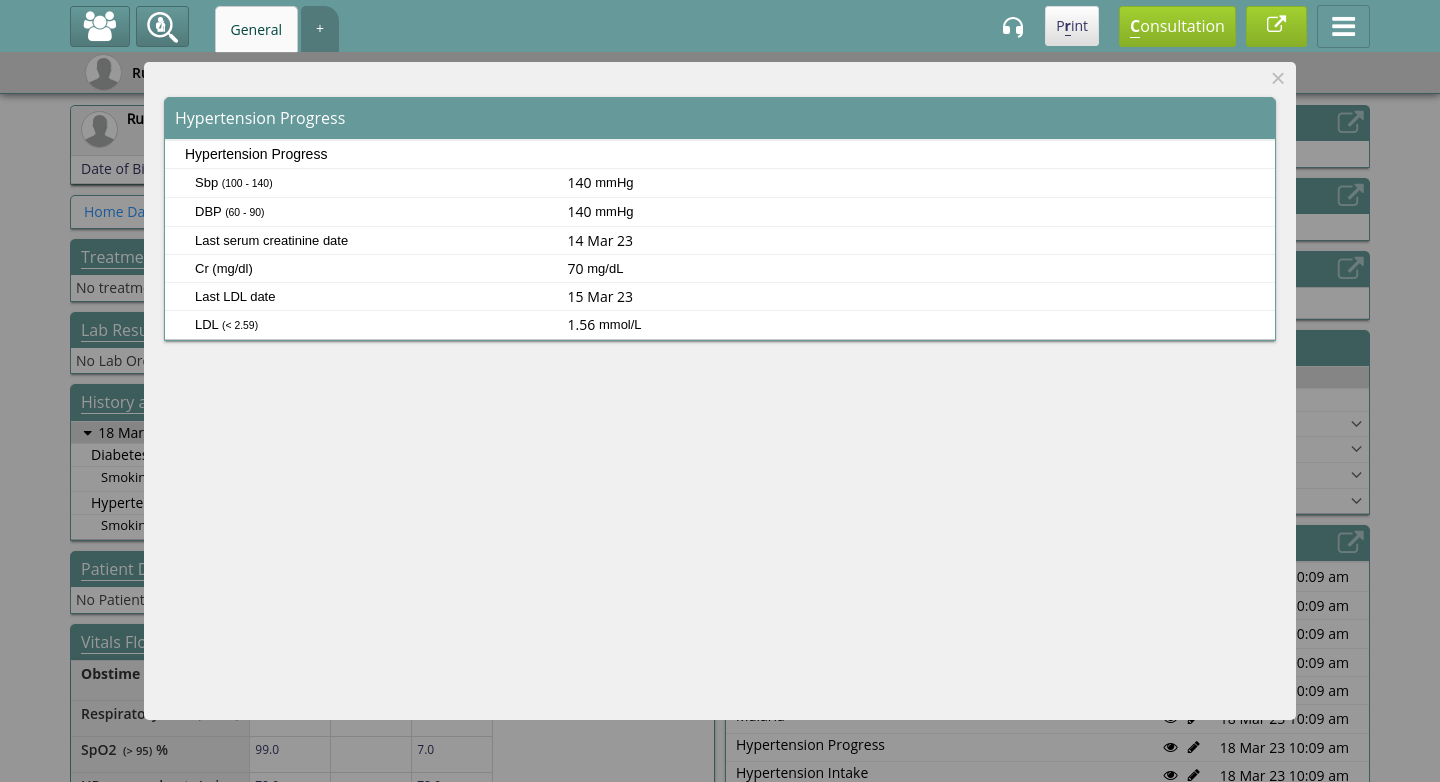 General
+
Print
Consultation
Ru
×
Hypertension Progress
Hypertension Progress
Sbp (100 - 140) 140 mmHg
DBP (60 - 90) 140 mmHg
Last serum creatinine date 14 Mar 23
Cr (mg/dl) 70 mg/dL
Last LDL date 15 Mar 23
LDL (< 2.59) 1.56 mmol/L
Ru
Date of Bi
Home Da
Treatme
No treatm
Lab Resu
No Lab Ord
History a
18 Mar
Diabetes
Smokin
Hyperte
Smokin
Patient D
No Patient
Vitals Flo
Obstime
Respirato
SpO2 (> 95) % 99.0 7.0
0:09 am
0:09 am
0:09 am
0:09 am
0:09 am
Malaria 18 Mar 23 10:09 am
Hypertension Progress 18 Mar 23 10:09 am
Hypertension Intake 18 Mar 23 10:09 am